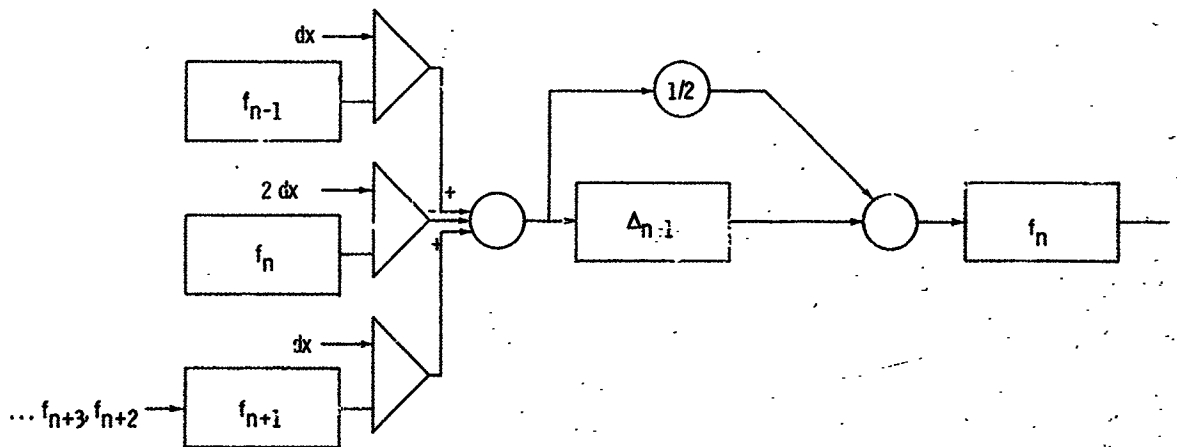 dx
f_{n-1}
1/2
2 dx
+
-
+
f_n
Δ_{n-1}
f_n
dx
... f_{n+3}, f_{n+2}
f_{n+1}